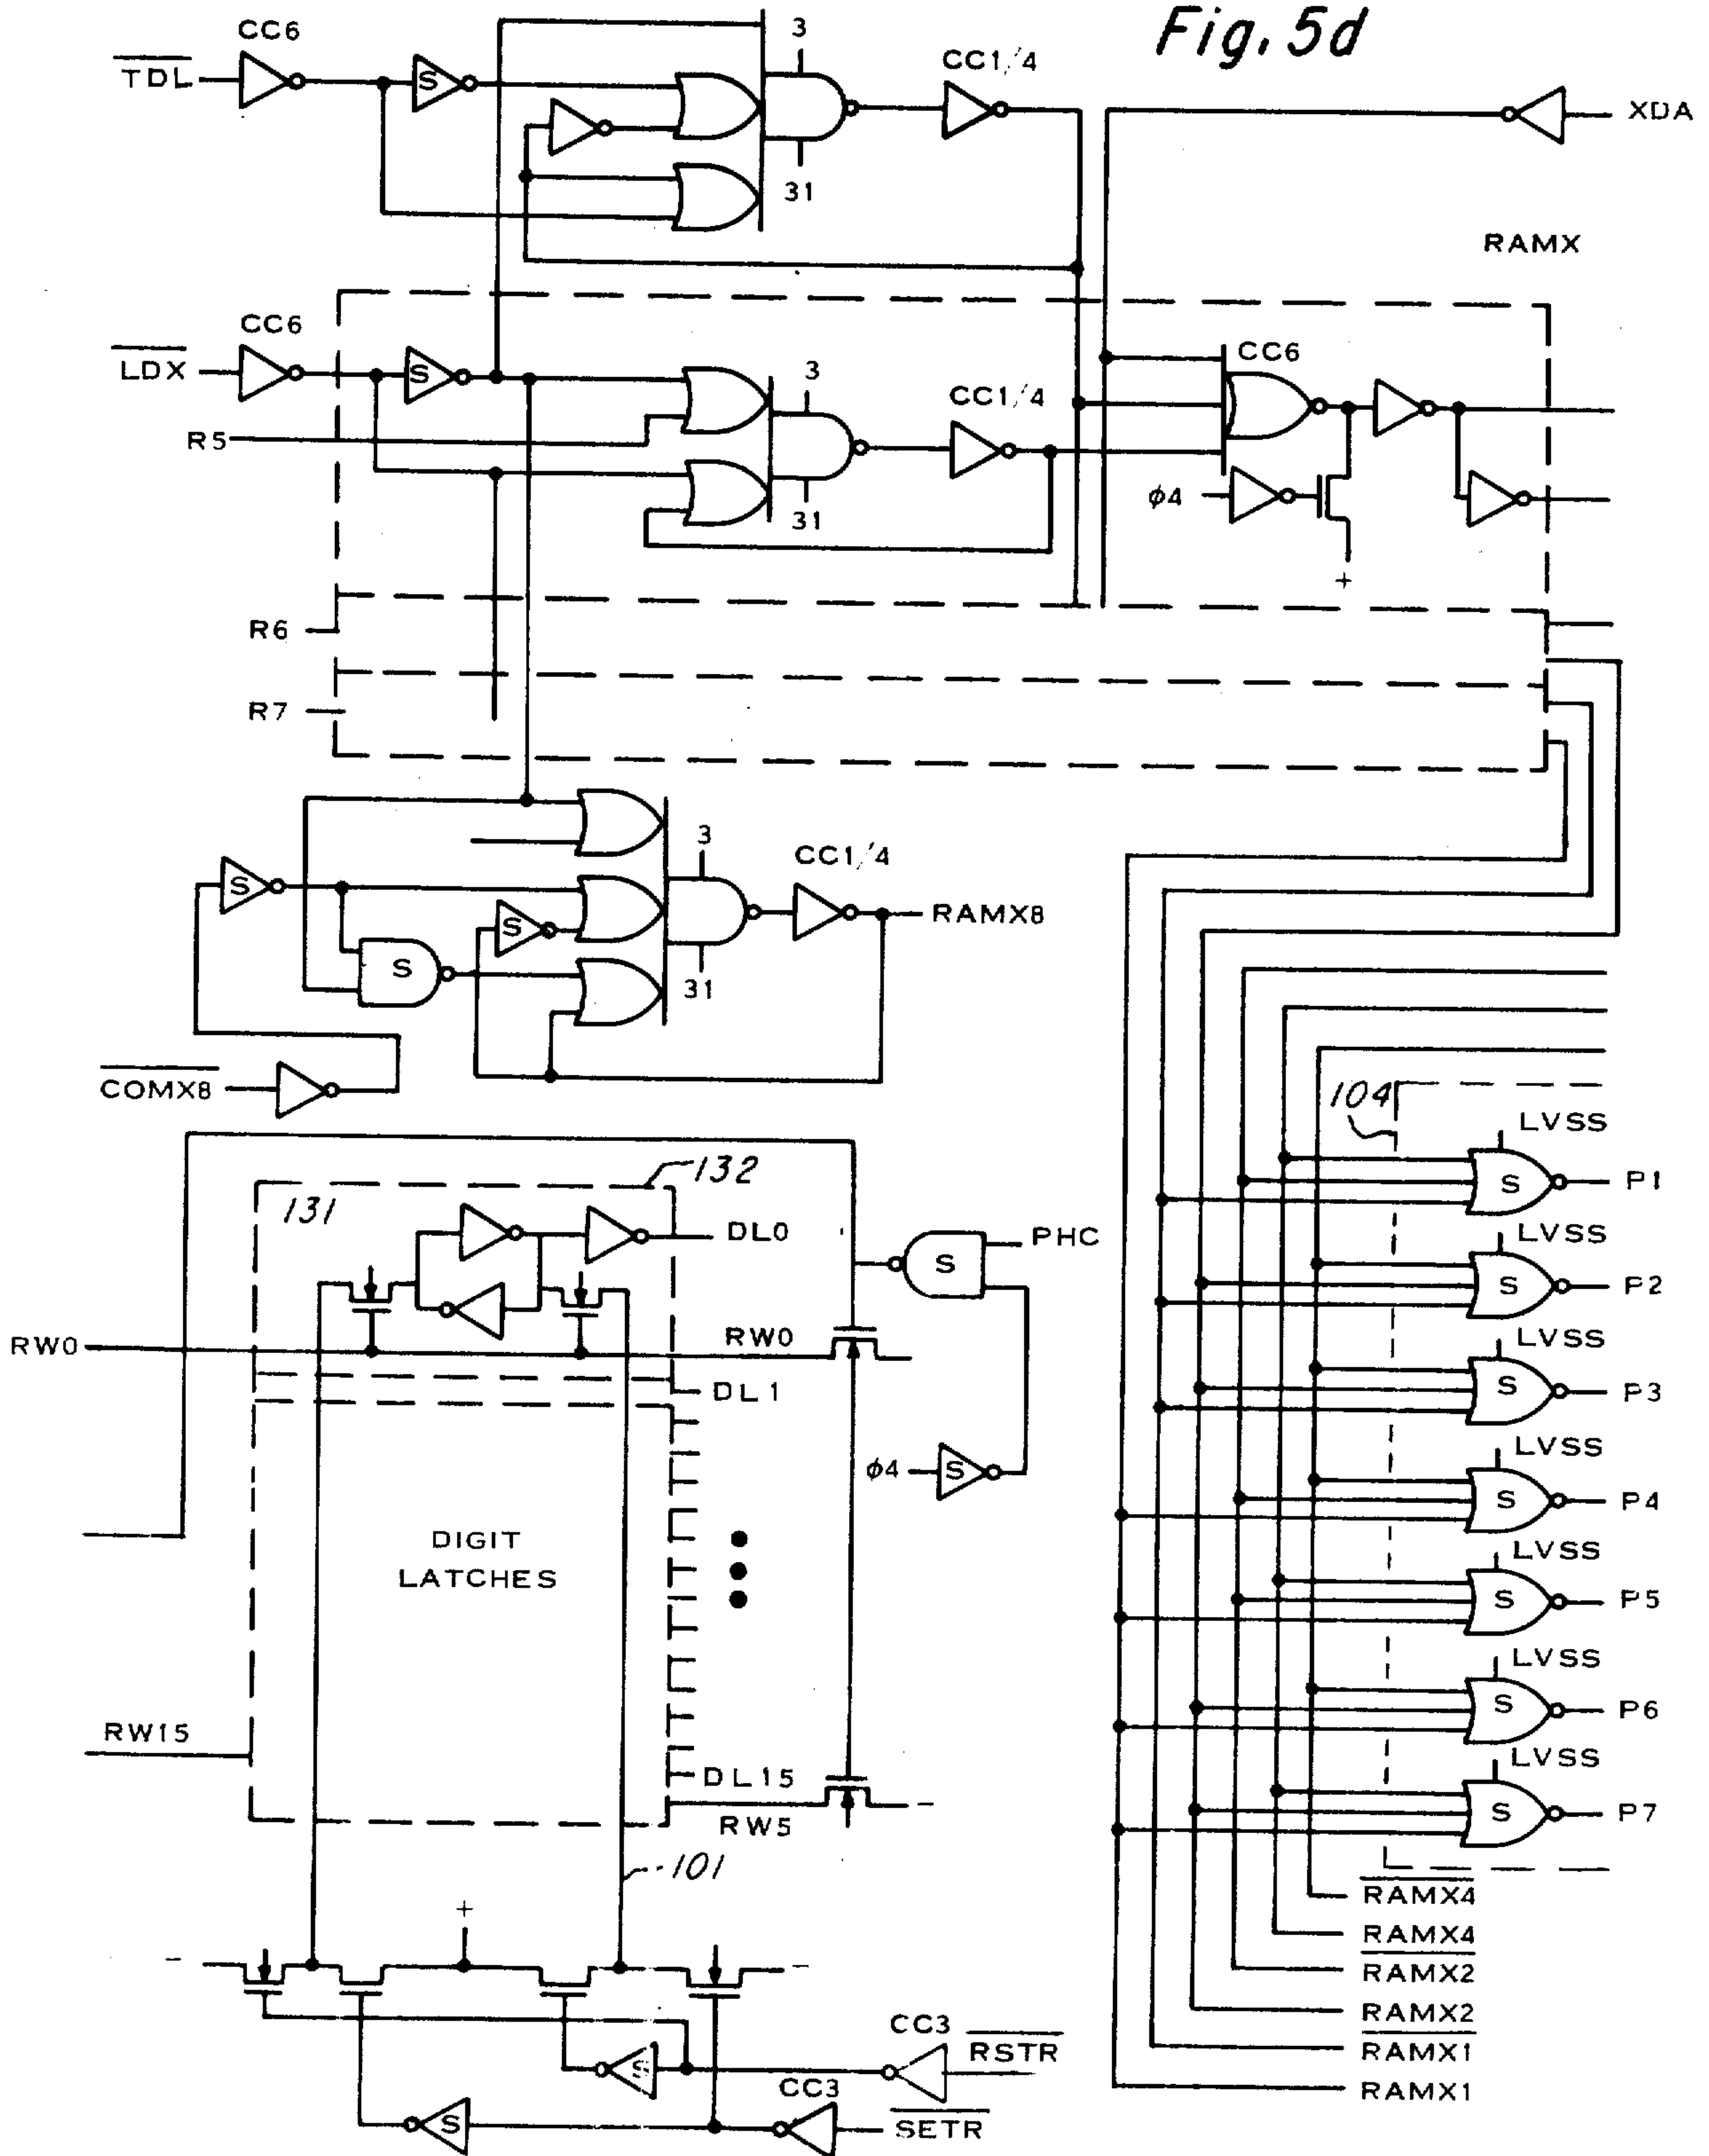 Fig. 5d
CC6
3
CC1/4
TDL
S
XDA
31
RAMX
CC6
LDX
S
3
CC1/4
CC6
R5
ϕ4
31
+
R6
R7
3
CC1/4
S
S
RAMX8
S
31
COMX8
104
LVSS
132
131
S
P1
DL0
PHC
S
LVSS
S
P2
RW0
RW0
LVSS
DL1
S
P3
LVSS
ϕ4
S
S
P4
DIGIT
LATCHES
LVSS
S
P5
LVSS
S
P6
RW15
LVSS
DL15
-
S
P7
RW5
101
RAMX4
+
RAMX4
-
-
RAMX2
RAMX2
CC3
RSTR
RAMX1
S
CC3
RAMX1
S
SETR